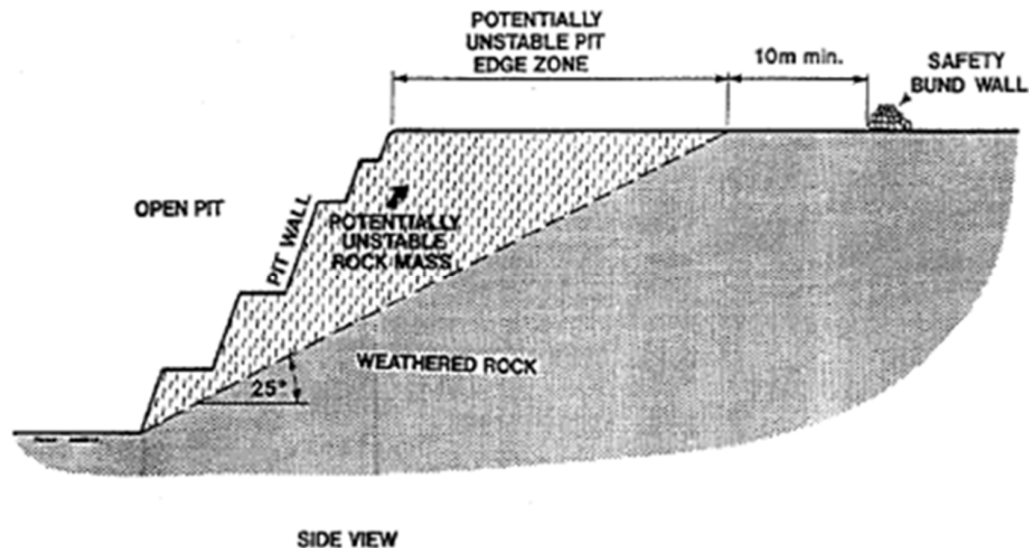 POTENTIALLY
UNSTABLE PIT
EDGE ZONE
10m min.
SAFETY
BUND WALL
OPEN PIT
PIT WALL
POTENTIALLY
UNSTABLE
ROCK MASS
WEATHERED ROCK
25°
SIDE VIEW